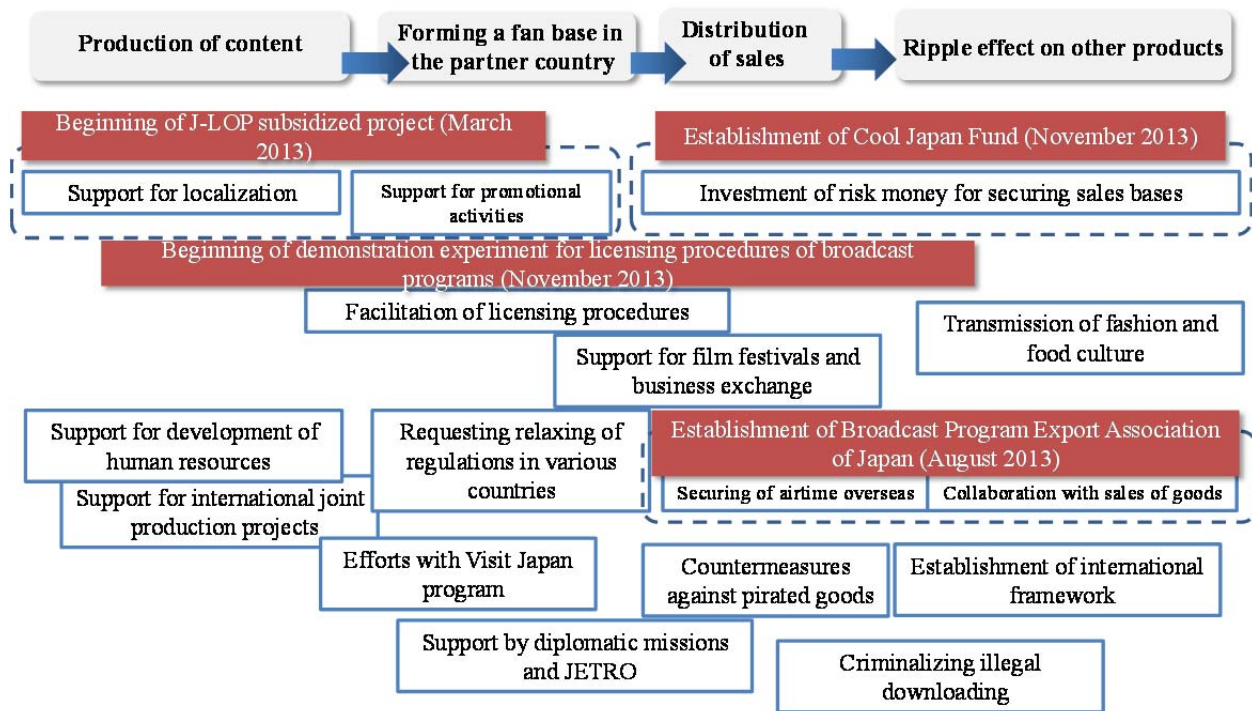 Production of content
Forming a fan base in
the partner country
Distribution
of sales
Ripple effect on other products
Beginning of J-LOP subsidized project (March
2013)
Support for localization
Support for promotional
activities
Establishment of Cool Japan Fund (November 2013)
Investment of risk money for securing sales bases
Beginning of demonstration experiment for licensing procedures of broadcast
programs (November 2013)
Facilitation of licensing procedures
Support for film festivals and
business exchange
Transmission of fashion and
food culture
Support for development of
human resources
Requesting relaxing of
regulations in various
countries
Establishment of Broadcast Program Export Association
of Japan (August 2013)
Securing of airtime overseas
Collaboration with sales of goods
Support for international joint
production projects
Efforts with Visit Japan
program
Countermeasures
against pirated goods
Establishment of international
framework
Support by diplomatic missions
and JETRO
Criminalizing illegal
downloading